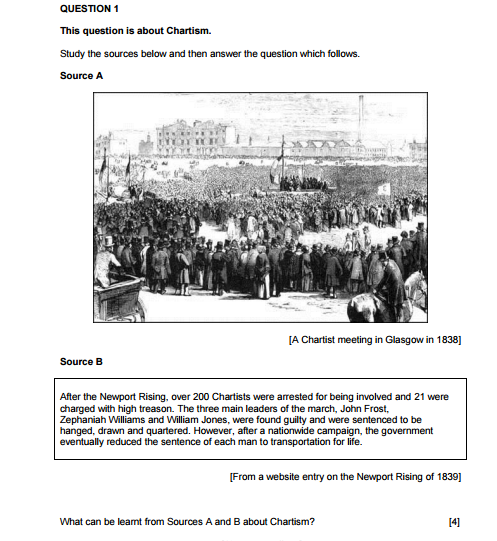 QUESTION 1
This question is about Chartism.
Study the sources below and then answer the question which follows.
Source A
[A Chartist meeting in Glasgow in 1838]
Source B
After the Newport Rising, over 200 Chartists were arrested for being involved and 21 were
charged with high treason. The three main leaders of the march, John Frost,
Zephaniah Williams and William Jones, were found guilty and were sentenced to be
hanged, drawn and quartered. However, after a nationwide campaign, the government
eventually reduced the sentence of each man to transportation for life.
[From a website entry on the Newport Rising of 1839]
What can be learnt from Sources A and B about Chartism? [4]